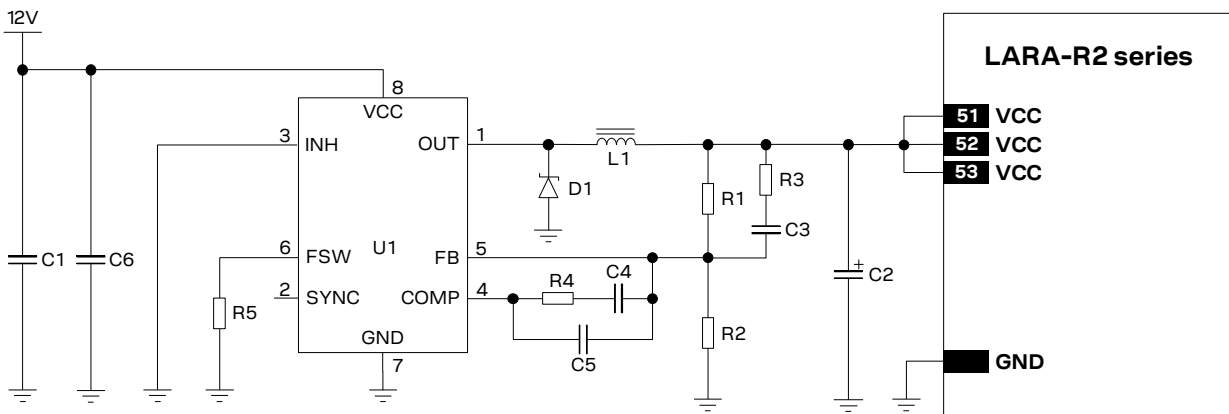 12V
LARA-R2 series
8
VCC
3
INH
OUT
1
L1
51 VCC
52 VCC
53 VCC
D1
R1
R3
C3
C1
C6
6
FSW
U1
FB
5
C2
R4
C4
2
SYNC
COMP
4
R5
R2
GND
7
C5
+
GND